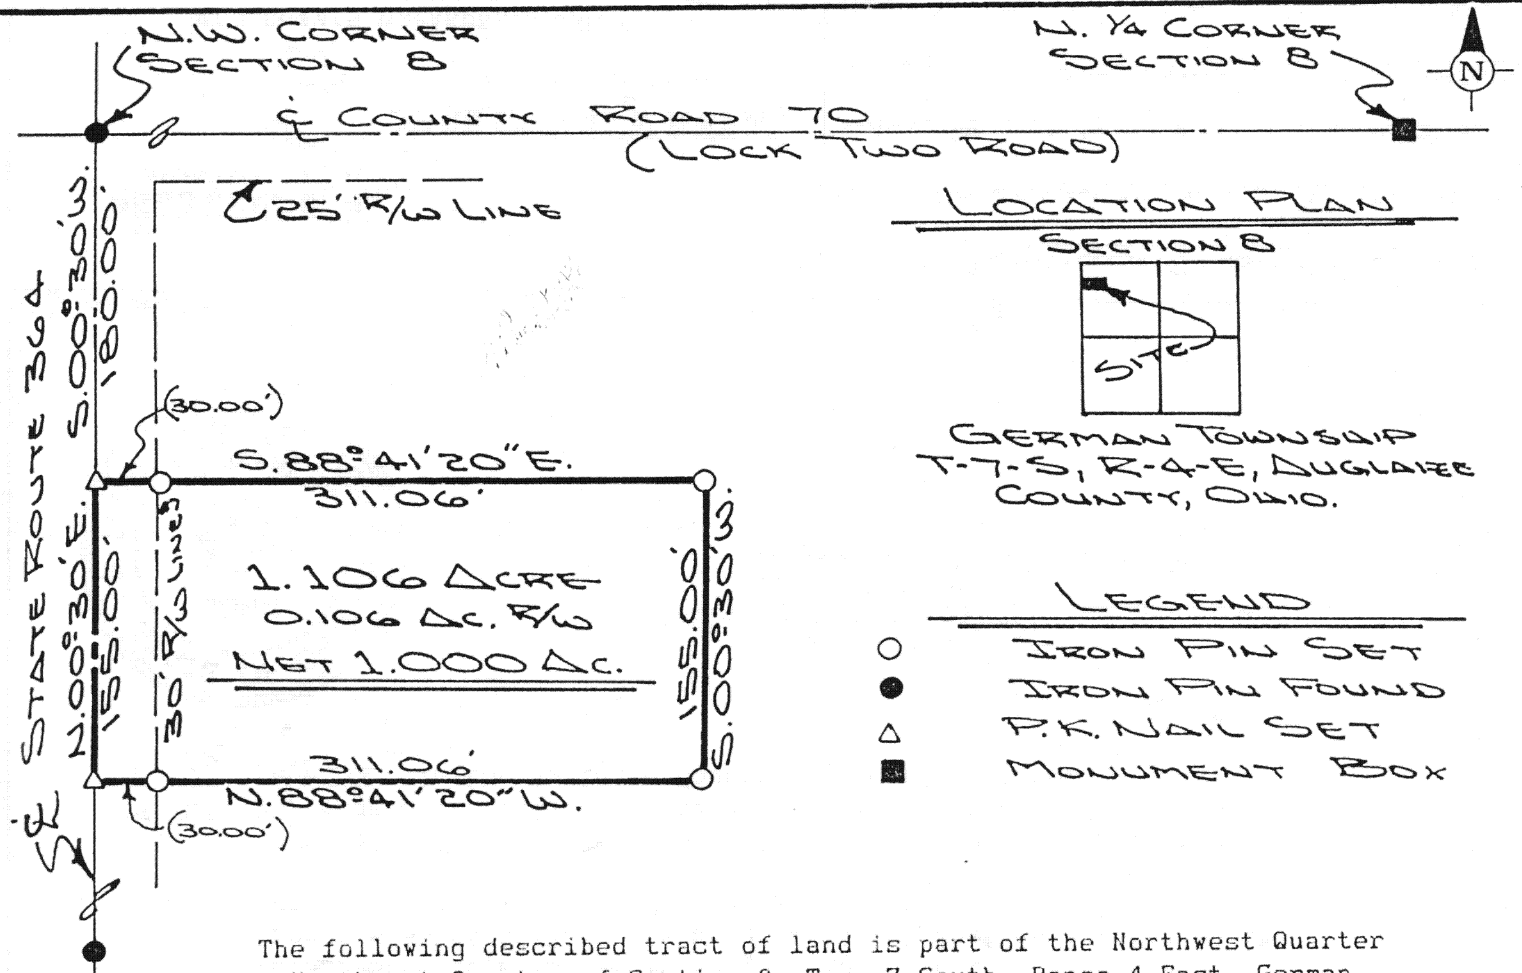 N.W. CORNER
SECTION 8
N. 1/4 CORNER
SECTION 8
N
℄ COUNTY ROAD 70
(LOCK TWO ROAD)
25' R/W LINE
LOCATION PLAN
SECTION 8
SITE
GERMAN TOWNSHIP
T-7-S, R-4-E, AUGLAIZE
COUNTY, OHIO.
S.00°30'W.
180.00'
STATE ROUTE 364
(30.00')
S.88°41'20"E.
311.06'
N.00°30'E.
155.00'
30' R/W LINES
1.106 ACRE
0.106 AC. R/W
NET 1.000 AC.
155.00'
S.00°30'W.
311.06'
N.88°41'20"W.
(30.00')
℄
LEGEND
IRON PIN SET
IRON PIN FOUND
P.K. NAIL SET
MONUMENT BOX
The following described tract of land is part of the Northwest Quarter